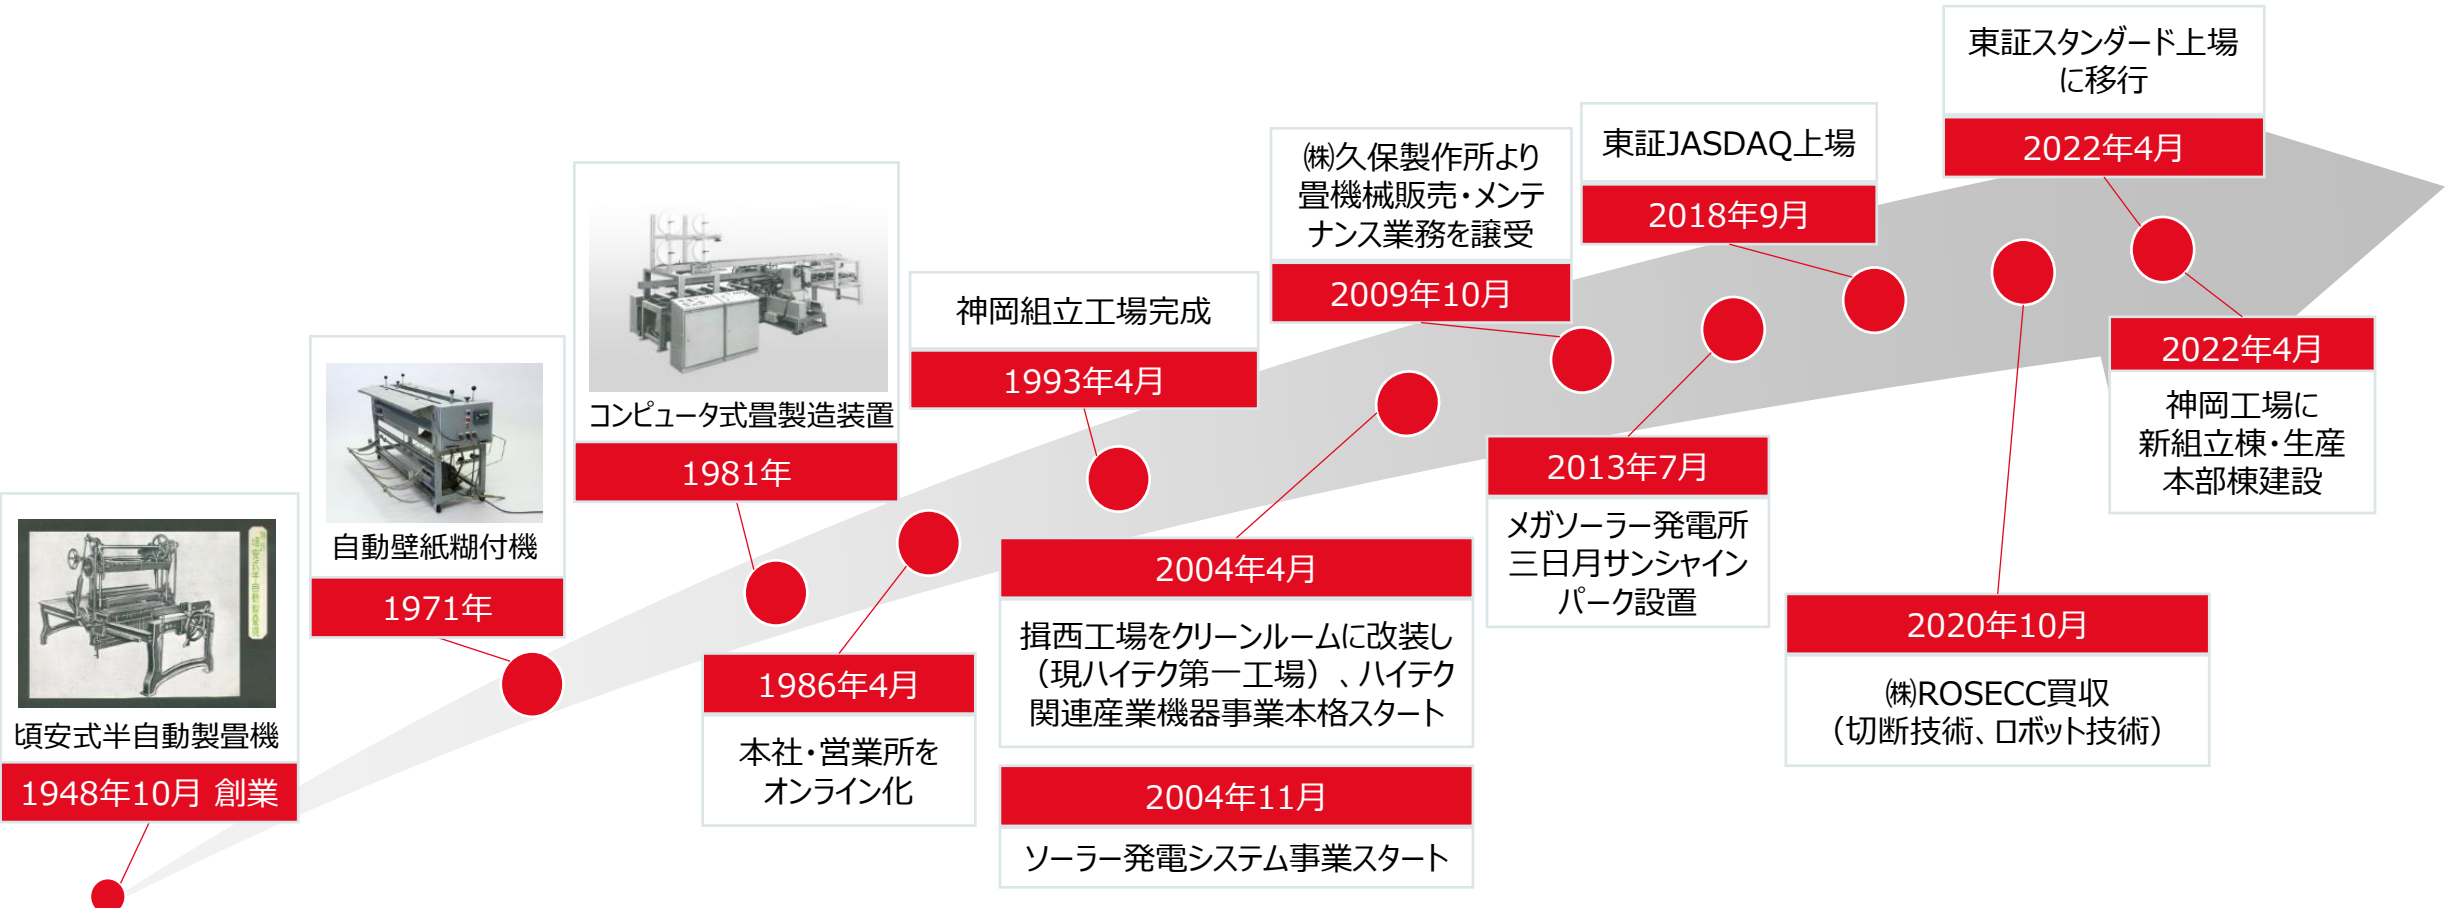 頃安式半自動製畳機
1948年10月 創業
自動壁紙糊付機
1971年
コンピュータ式畳製造装置
1981年
1986年4月
本社・営業所を
オンライン化
神岡組立工場完成
1993年4月
2004年4月
揖西工場をクリーンルームに改装し
（現ハイテク第一工場）、ハイテク
関連産業機器事業本格スタート
2004年11月
ソーラー発電システム事業スタート
㈱久保製作所より
畳機械販売・メンテ
ナンス業務を譲受
2009年10月
2013年7月
メガソーラー発電所
三日月サンシャイン
パーク設置
東証JASDAQ上場
2018年9月
2020年10月
㈱ROSECC買収
（切断技術、ロボット技術）
東証スタンダード上場
に移行
2022年4月
2022年4月
神岡工場に
新組立棟・生産
本部棟建設